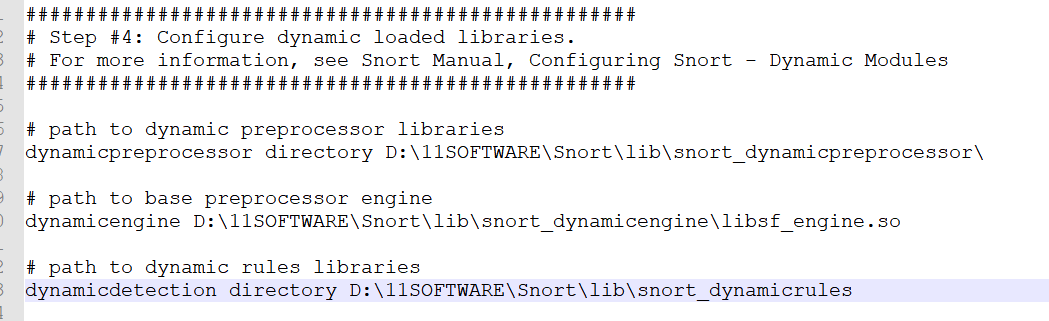 ###################################################
# Step #4: Configure dynamic loaded libraries.
# For more information, see Snort Manual, Configuring Snort - Dynamic Modules
###################################################
# path to dynamic preprocessor libraries
dynamicpreprocessor directory D:\11SOFTWARE\Snort\lib\snort_dynamicpreprocessor\
# path to base preprocessor engine
dynamicengine D:\11SOFTWARE\Snort\lib\snort_dynamicengine\libsf_engine.so
# path to dynamic rules libraries
dynamicdetection directory D:\11SOFTWARE\Snort\lib\snort_dynamicrules